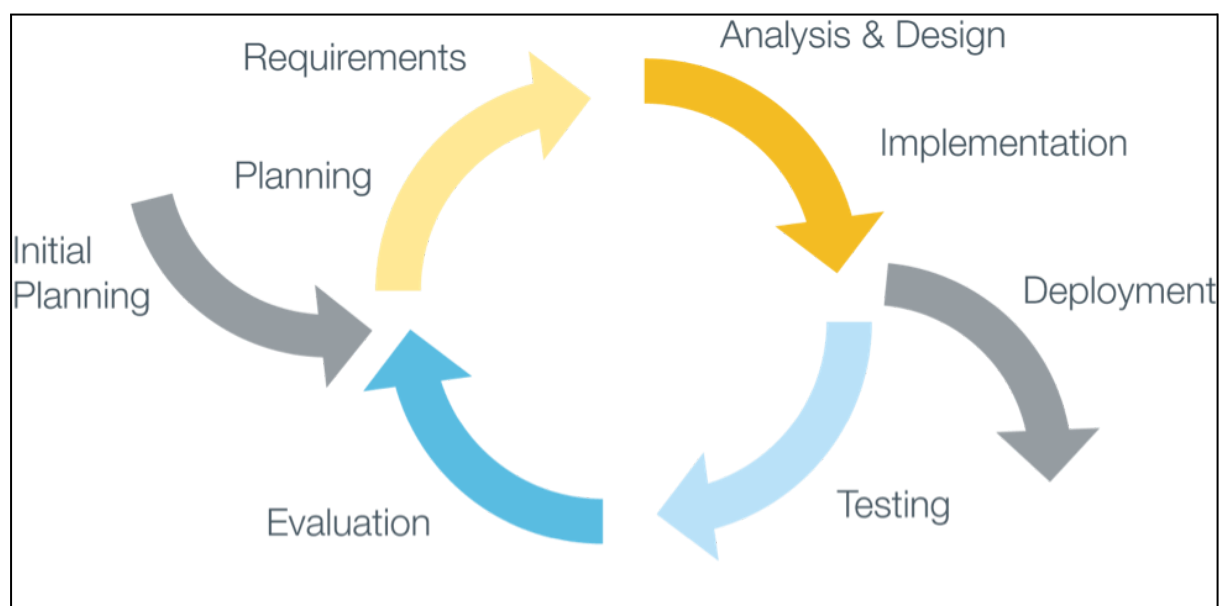 Requirements
Analysis & Design
Planning
Implementation
Initial
Planning
Deployment
Evaluation
Testing